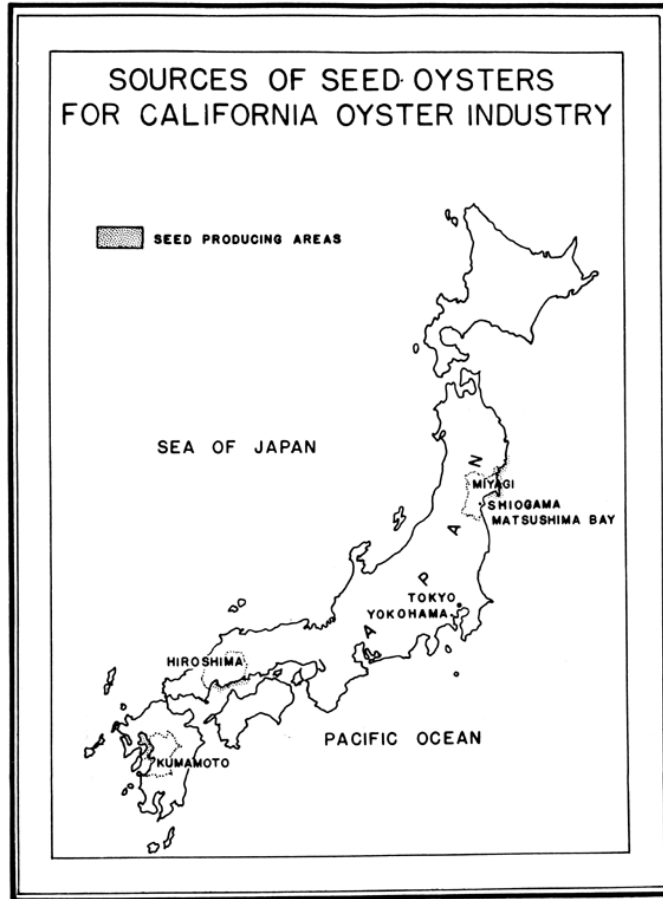 SOURCES OF SEED OYSTERS
FOR CALIFORNIA OYSTER INDUSTRY
SEED PRODUCING AREAS
SEA OF JAPAN
JAPAN
MIYAGI
SHIOGAMA
MATSUSHIMA BAY
TOKYO
YOKOHAMA
HIROSHIMA
PACIFIC OCEAN
KUMAMOTO